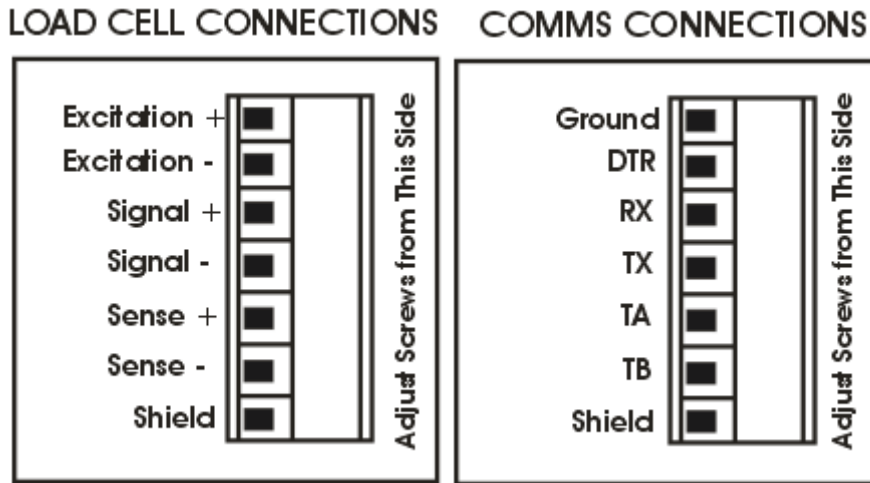 LOAD CELL CONNECTIONS
Excitation +
Excitation -
Signal +
Signal -
Sense +
Sense -
Shield
Adjust Screws from This Side
COMMS CONNECTIONS
Ground
DTR
RX
TX
TA
TB
Shield
Adjust Screws from This Side